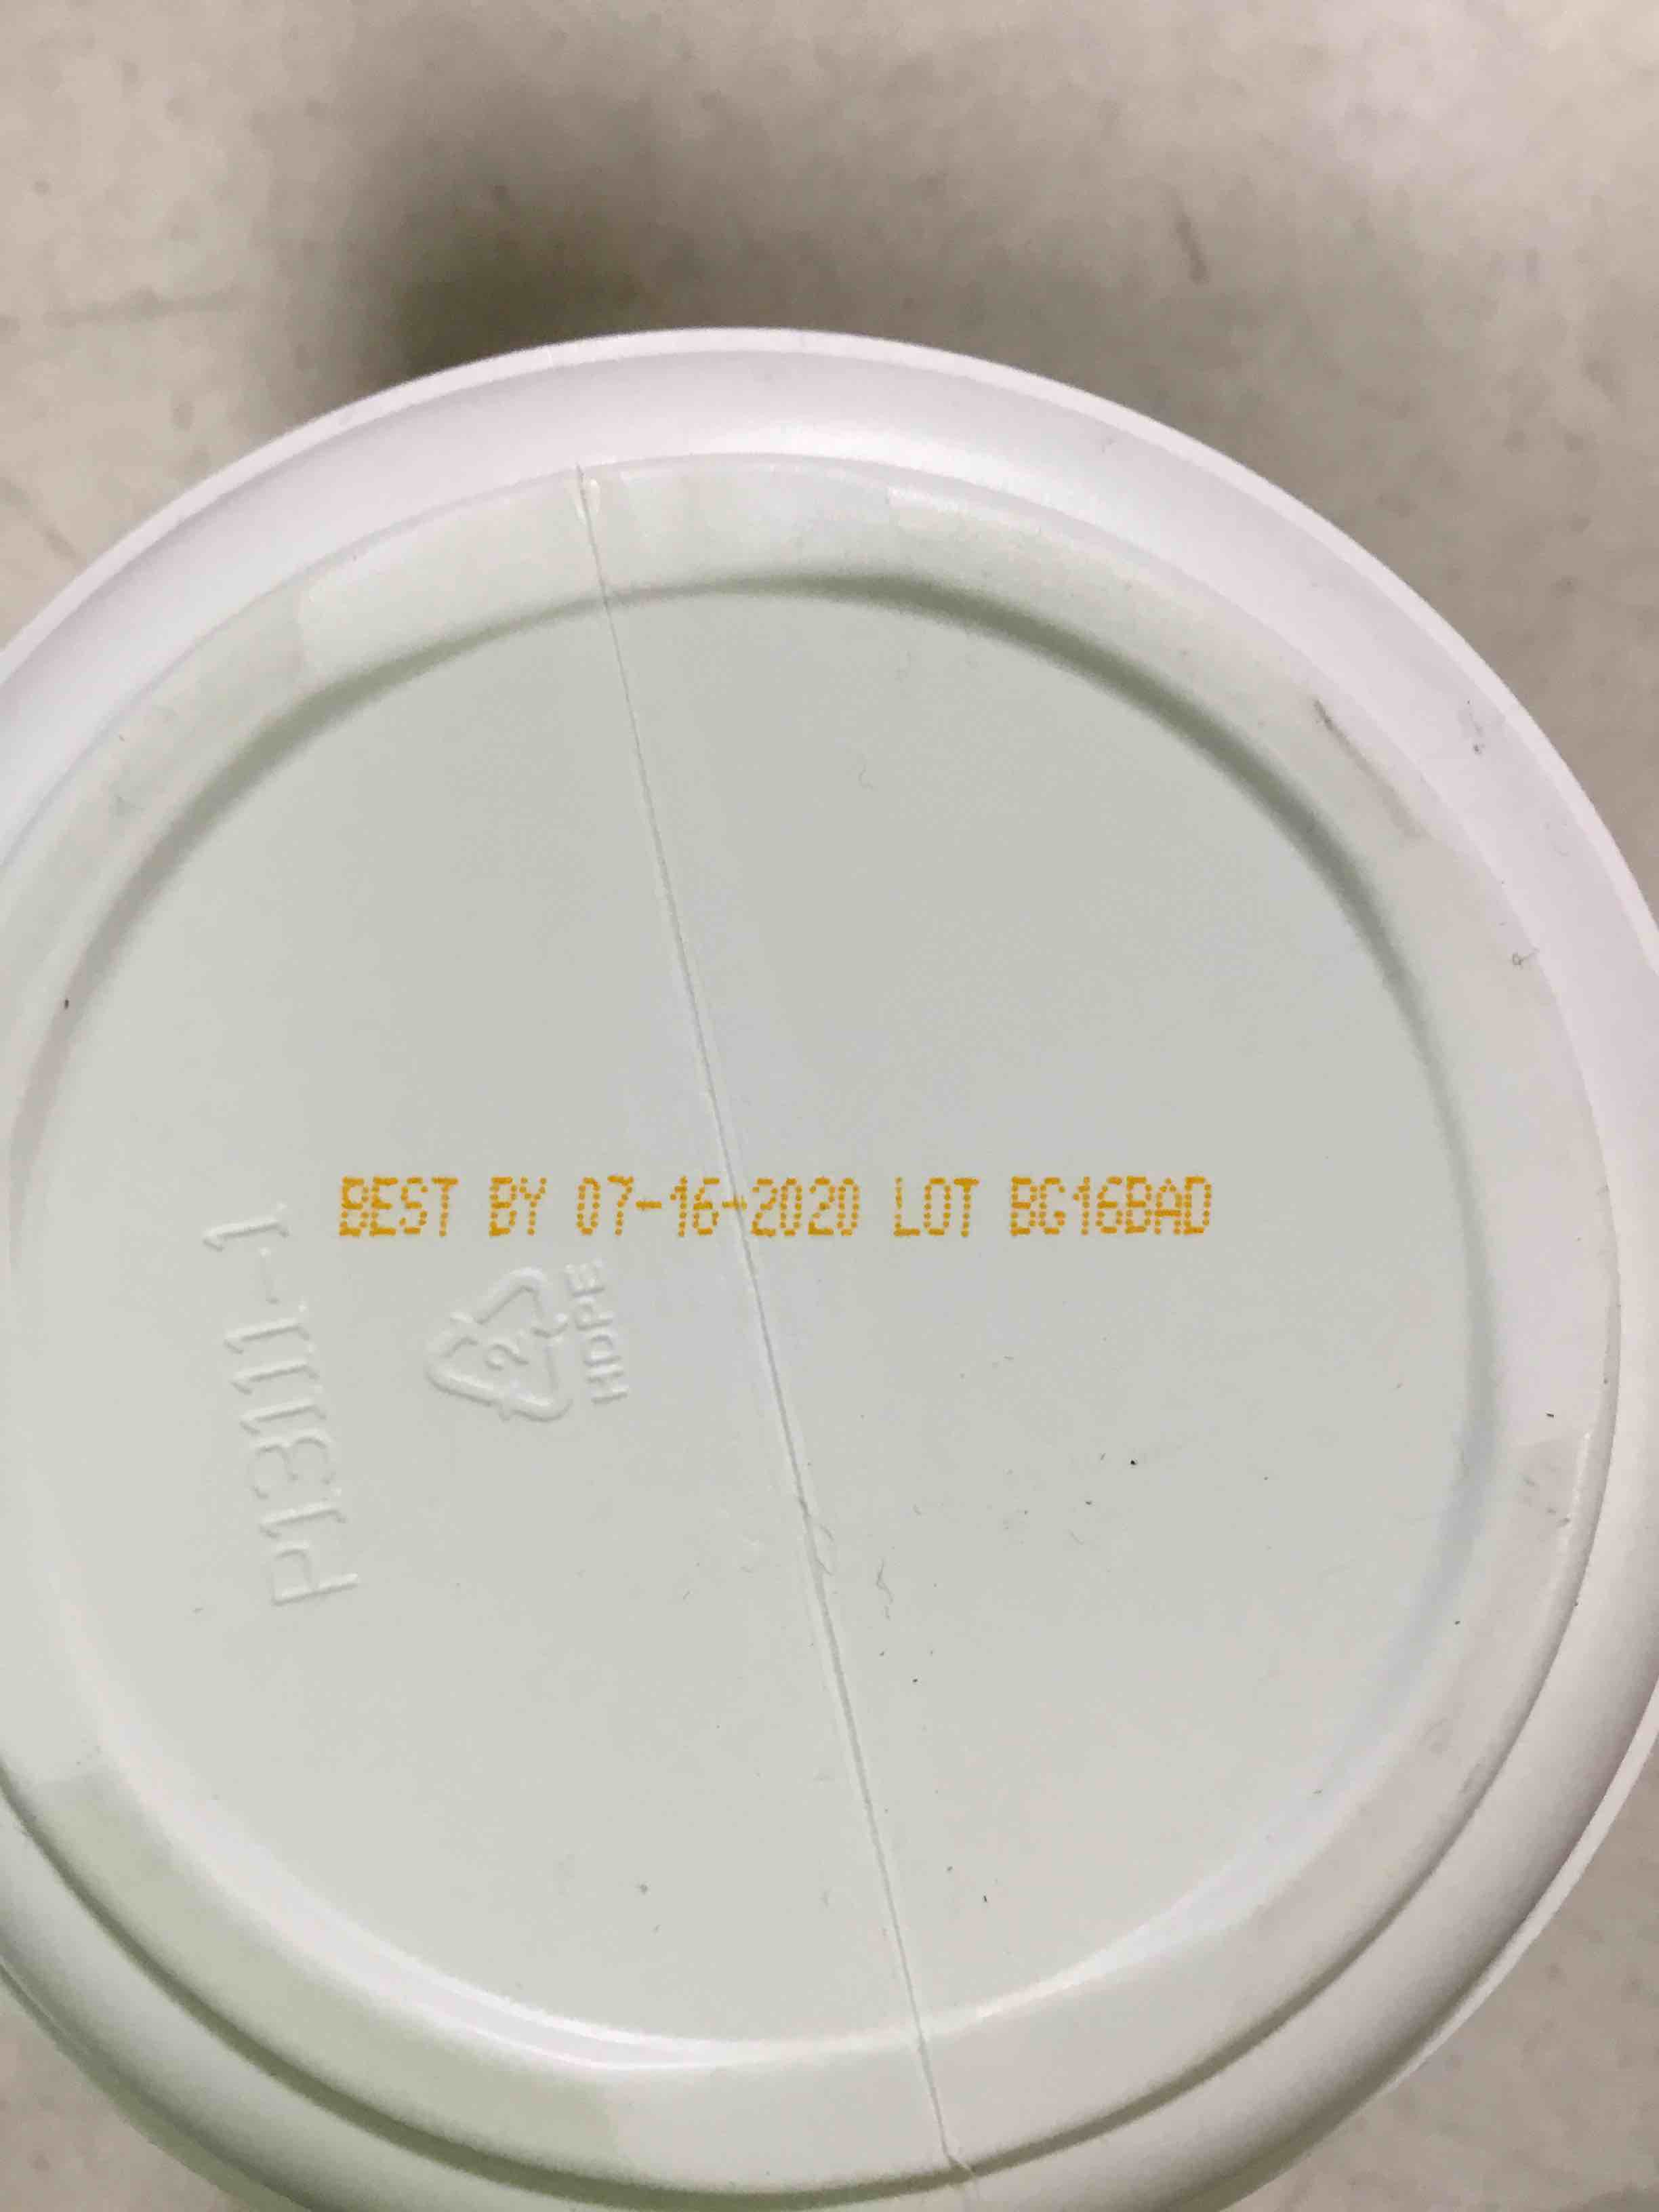 BEST BY 07-16-2020 LOT BG16BAD
P13111-1
2
HDPE